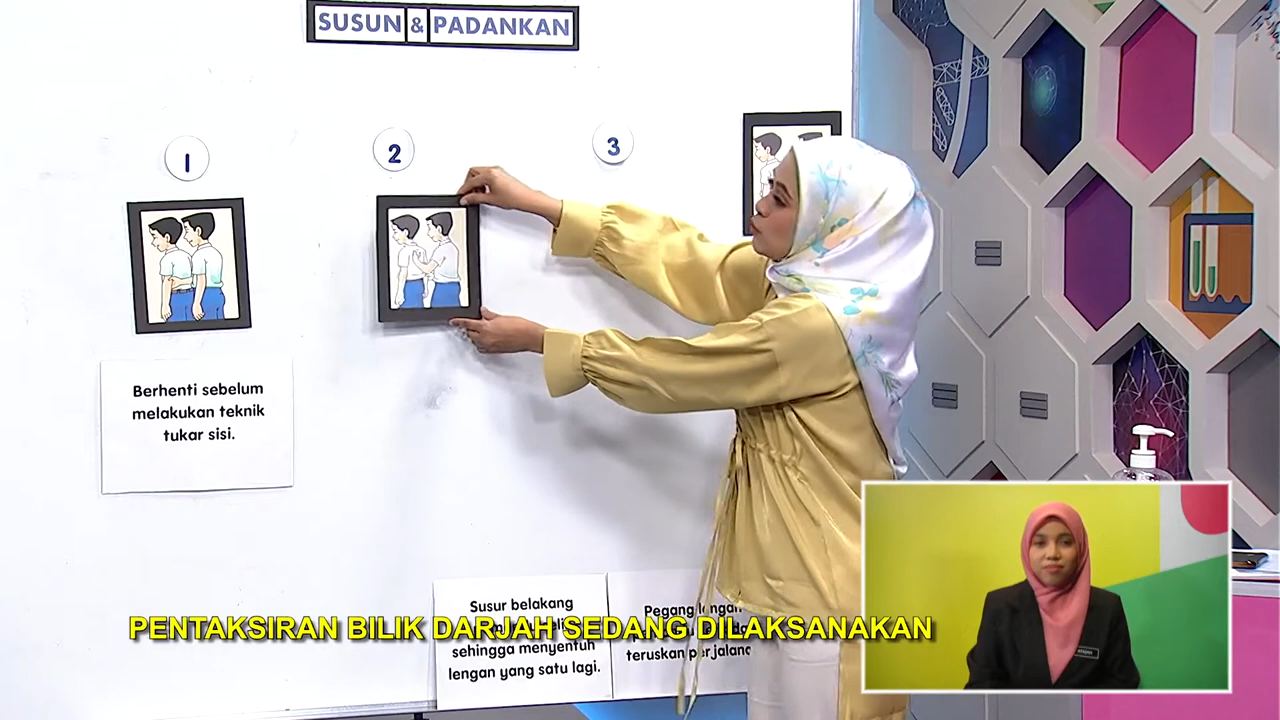 SUSUN & PADANKAN
1
2
3
Berhenti sebelum
melakukan teknik
tukar sisi.
Susur belakang
sehingga menyentuh
lengan yang satu lagi.
Pegang lengan
teruskan
PENTAKSIRAN BILIK DARJAH SEDANG DILAKSANAKAN